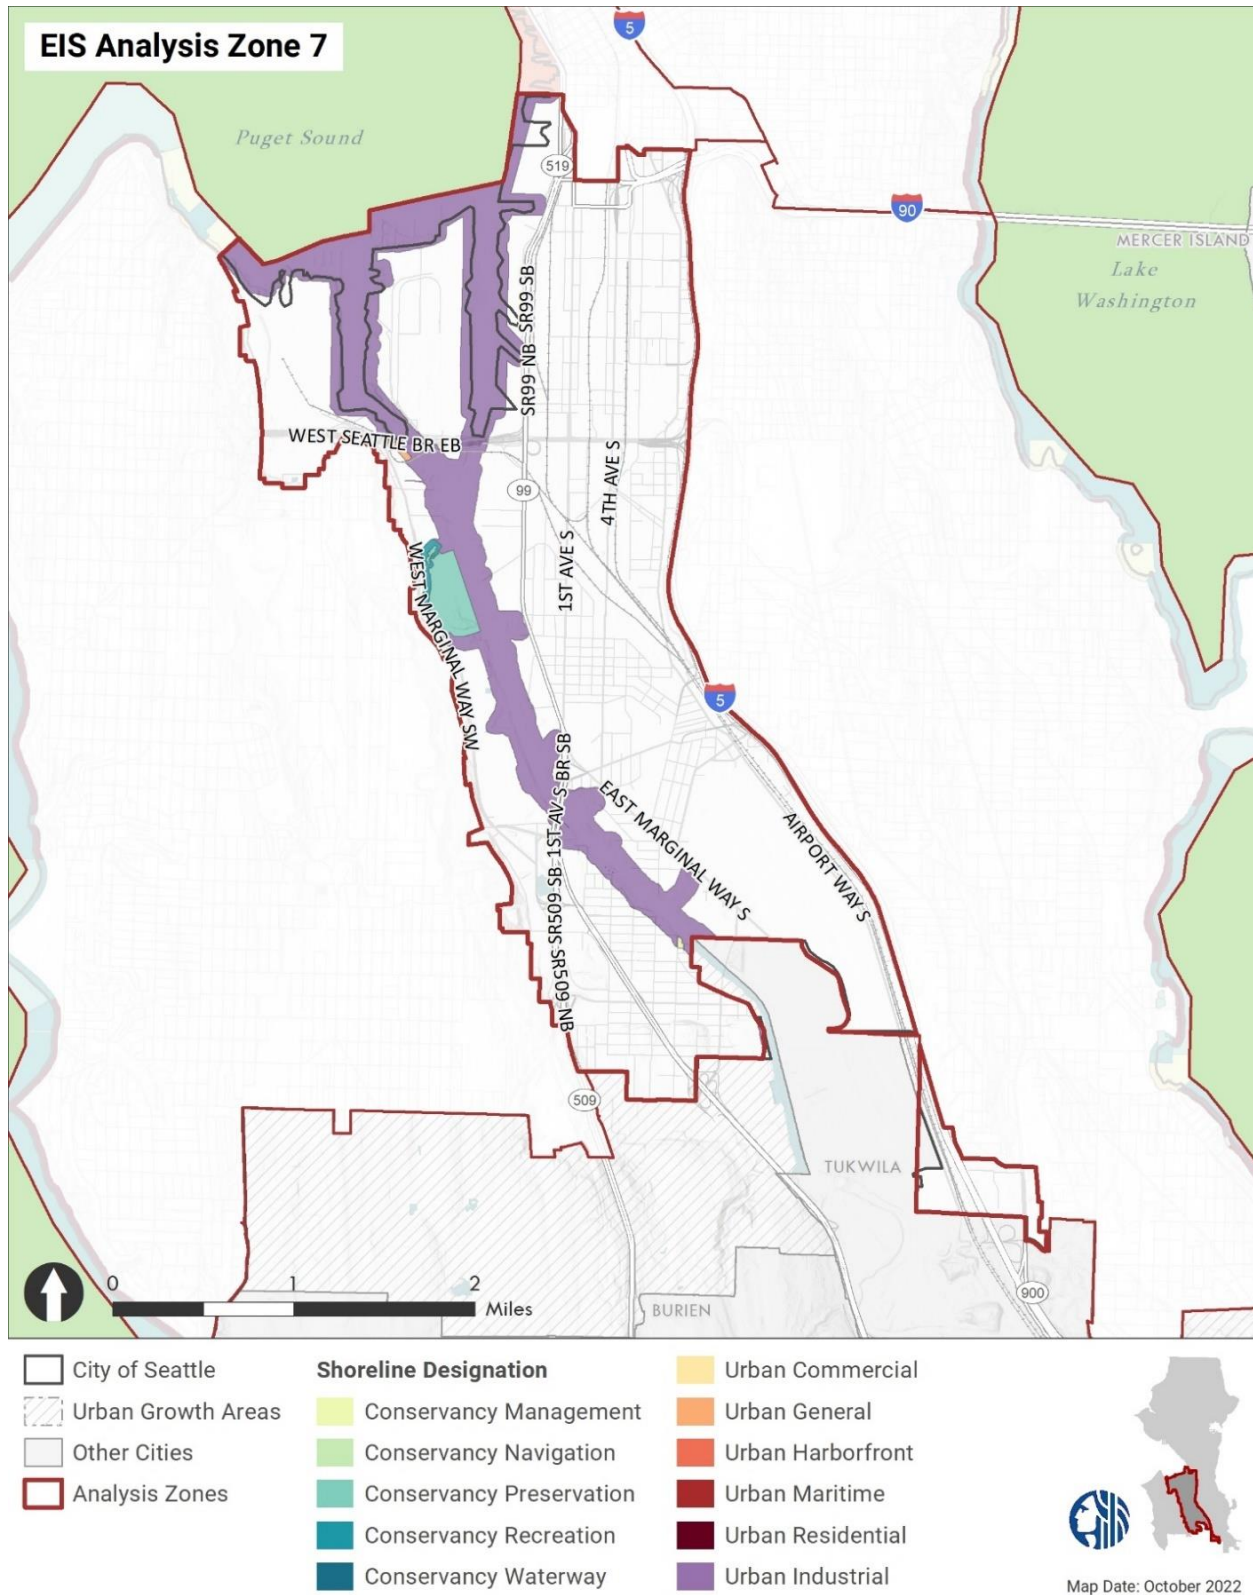 EIS Analysis Zone 7
5
Puget Sound
519
90
MERCER ISLAND
Lake
Washington
SR99 NB SR99 SB
WEST SEATTLE BR EB
99
4TH AVE S
1ST AVE S
WEST MARGINAL WAY SW
5
SR509 NB SR509 SB 1ST AV S BR SB
EAST MARGINAL WAY S
AIRPORT WAY S
509
TUKWILA
900
BURIEN
0 1 2
Miles
City of Seattle
Urban Growth Areas
Other Cities
Analysis Zones
Shoreline Designation
Conservancy Management
Conservancy Navigation
Conservancy Preservation
Conservancy Recreation
Conservancy Waterway
Urban Commercial
Urban General
Urban Harborfront
Urban Maritime
Urban Residential
Urban Industrial
Map Date: October 2022